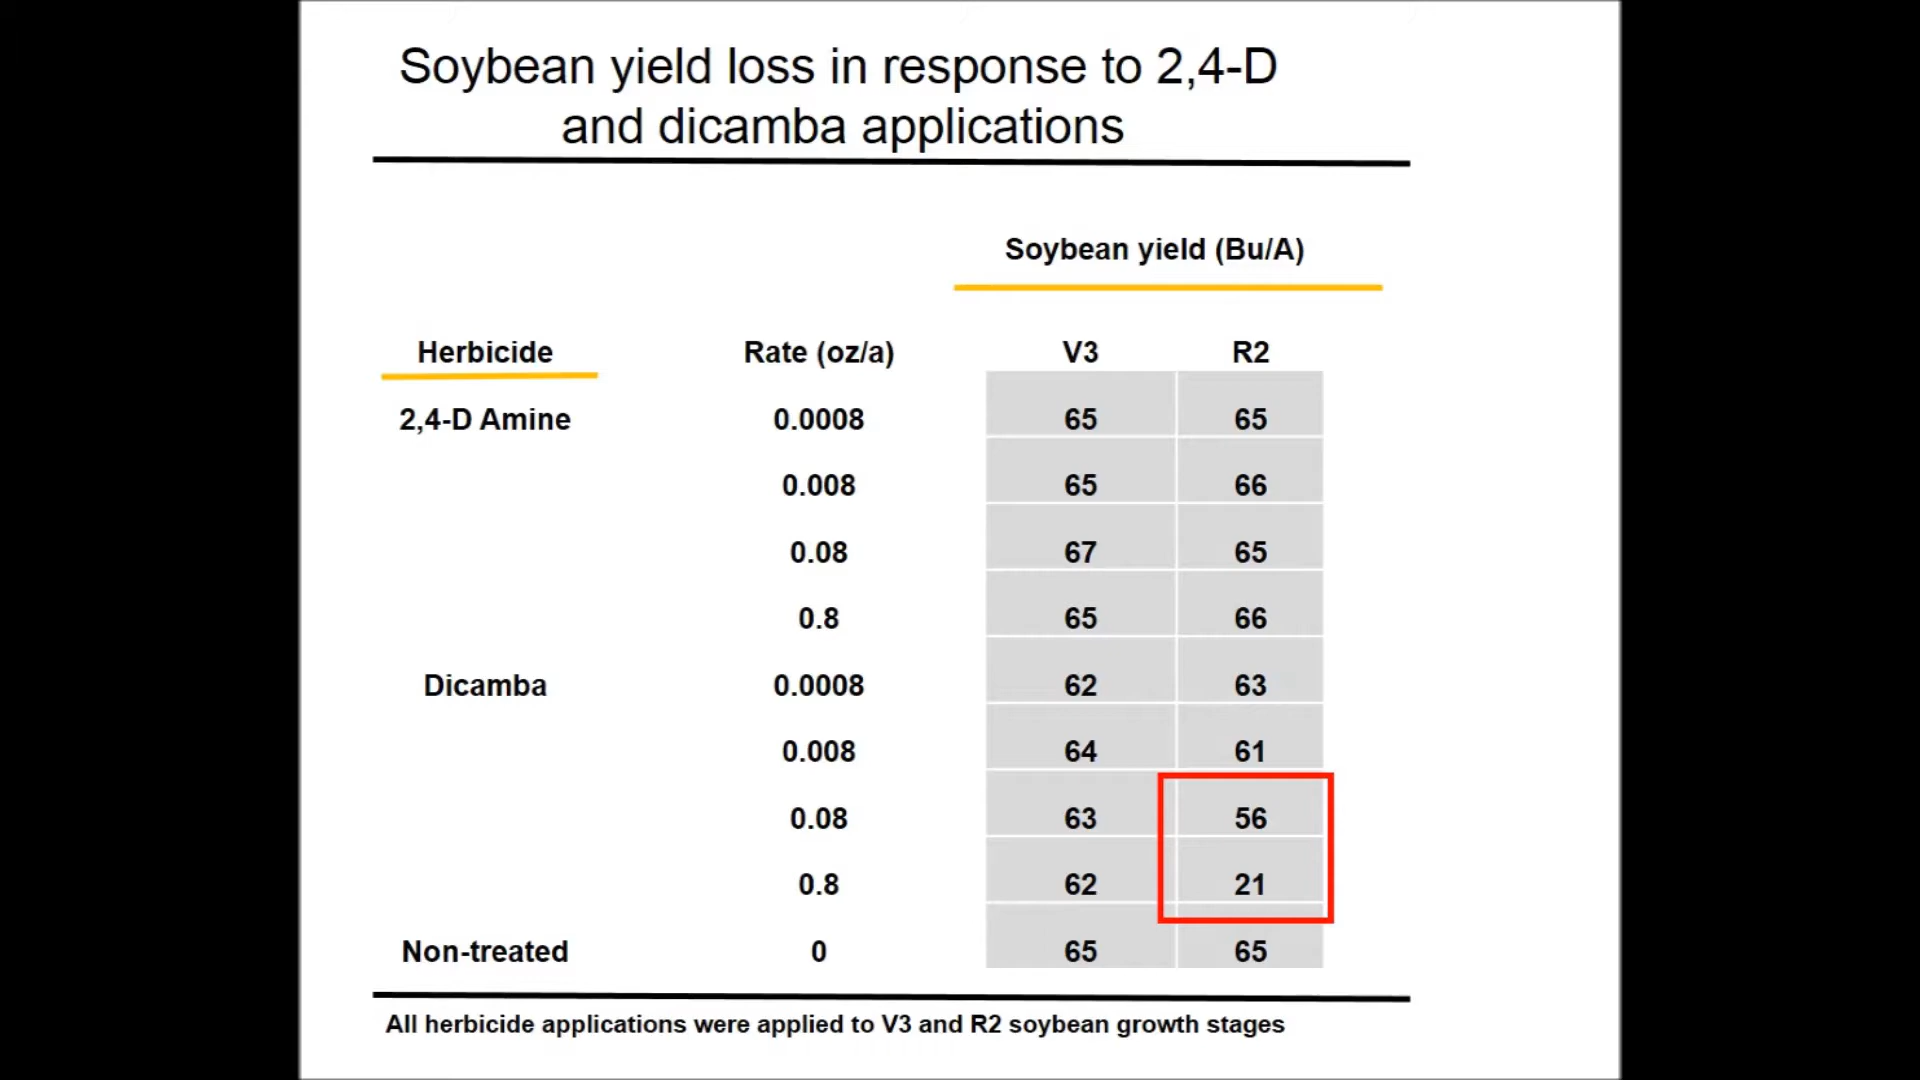 Soybean yield loss in response to 2,4-D
and dicamba applications
Soybean yield (Bu/A)
Herbicide Rate (oz/a) V3 R2
2,4-D Amine 0.0008 65 65
0.008 65 66
0.08 67 65
0.8 65 66
Dicamba 0.0008 62 63
0.008 64 61
0.08 63 56
0.8 62 21
Non-treated 0 65 65
All herbicide applications were applied to V3 and R2 soybean growth stages